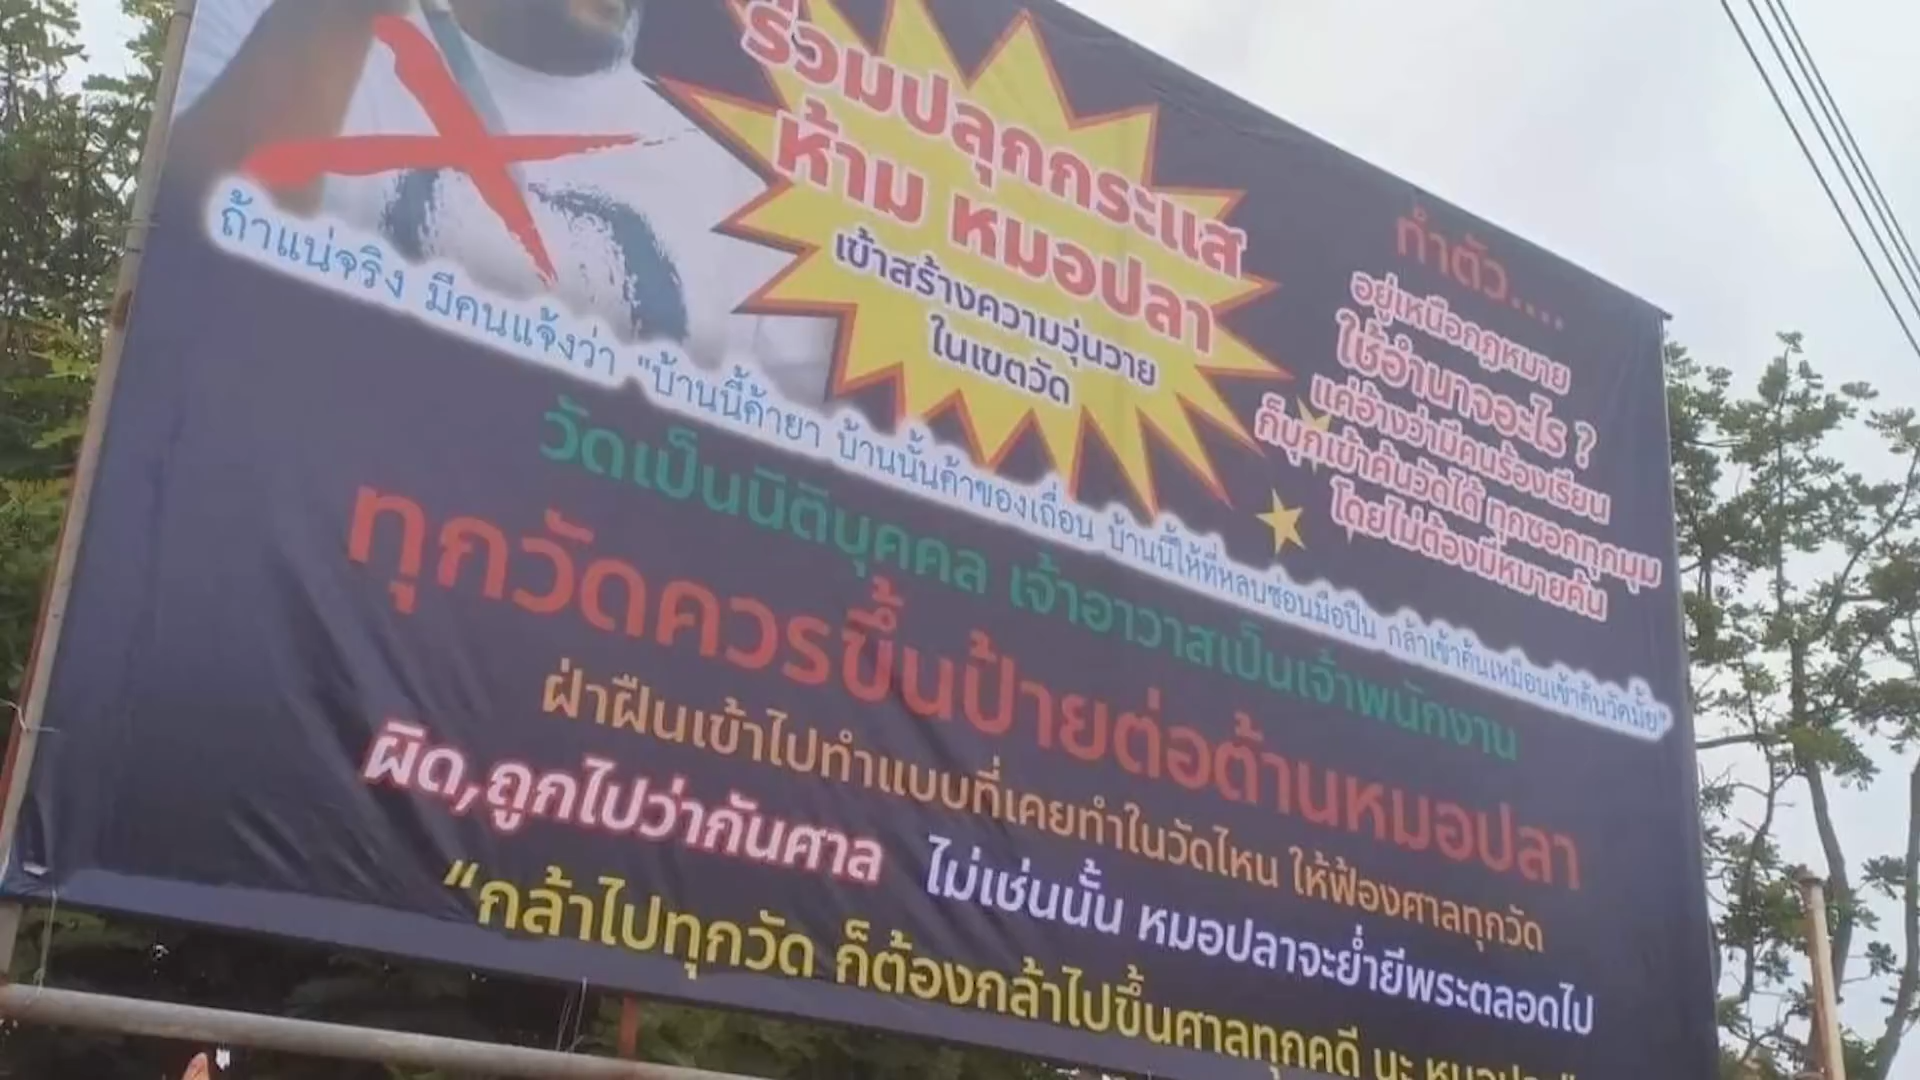 ร่วมปลุกกระแส
ห้าม หมอปลา
เข้าสร้างความวุ่นวาย
ในเขตวัด
ทำตัว....
อยู่เหนือกฎหมาย
ใช้อำนาจอะไร ?
แค่อ้างว่ามีคนร้องเรียน
ก็บุกเข้าค้นวัดได้ ทุกซอกทุกมุม
โดยไม่ต้องมีหมายค้น
ถ้าแน่จริง มีคนแจ้งว่า "บ้านนี้ค้ายา บ้านนั้นค้าของเถื่อน บ้านนี้ให้ที่หลบซ่อนมือปืน กล้าเข้าค้นเหมือนเข้าค้นวัดมั้ย"
วัดเป็นนิติบุคคล เจ้าอาวาสเป็นเจ้าพนักงาน
ทุกวัดควรขึ้นป้ายต่อต้านหมอปลา
ฝ่าฝืนเข้าไปทำแบบที่เคยทำในวัดไหน ให้ฟ้องศาลทุกวัด
ผิด,ถูกไปว่ากันศาล ไม่เช่นนั้น หมอปลาจะย่ำยีพระตลอดไป
"กล้าไปทุกวัด ก็ต้องกล้าไปขึ้นศาลทุกคดี นะ